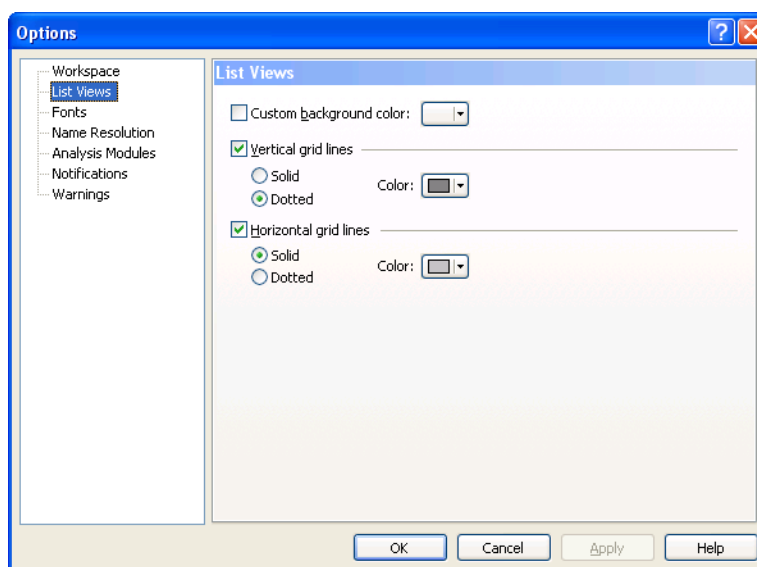 Options
Workspace
List Views
Fonts
Name Resolution
Analysis Modules
Notifications
Warnings
List Views
Custom background color:
Vertical grid lines
Solid
Dotted
Color:
Horizontal grid lines
Solid
Dotted
Color:
OK Cancel Apply Help